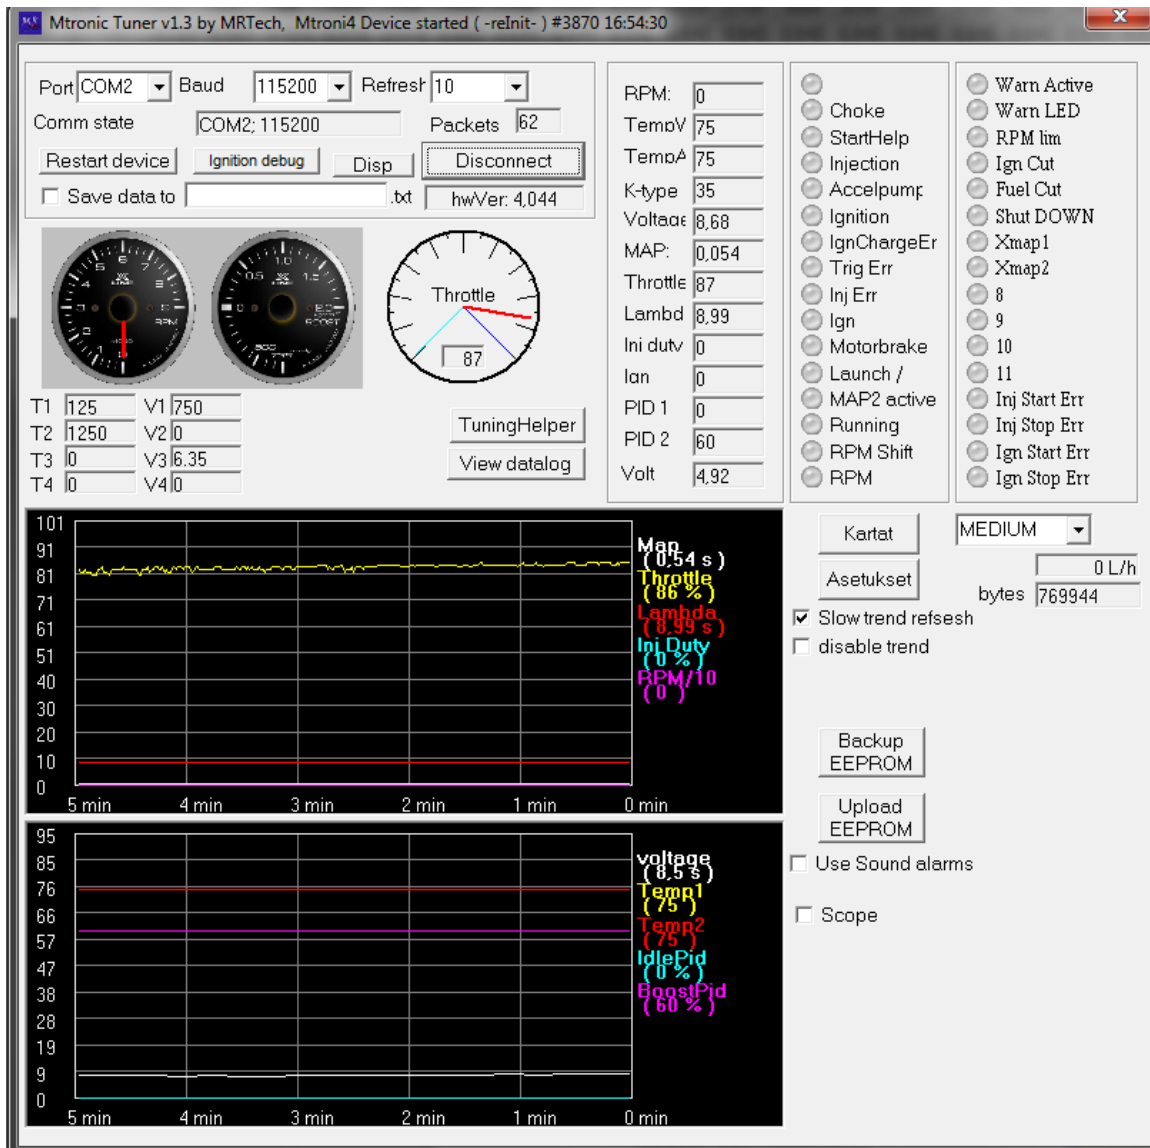 Mtronic Tuner v1.3 by MRTech, Mtroni4 Device started ( -reInit- ) #3870 16:54:30
Port COM2 Baud 115200 Refresh 10
Comm state COM2; 115200 Packets 62
Restart device Ignition debug Disp Disconnect
Save data to .txt hwVer: 4,044
RPM
BOOST
Throttle
87
T1 125 V1 750
T2 1250 V2 0
T3 0 V3 6.35
T4 0 V4 0
TuningHelper
View datalog
RPM: 0
TempV 75
TempA 75
K-type 35
Voltage 8,68
MAP: 0,054
Throttle 87
Lambd 8,99
Inj duty 0
Ign 0
PID 1 0
PID 2 60
Volt 4,92
Choke
StartHelp
Injection
Accelpump
Ignition
IgnChargeEr
Trig Err
Inj Err
Ign
Motorbrake
Launch /
MAP2 active
Running
RPM Shift
RPM
Warn Active
Warn LED
RPM lim
Ign Cut
Fuel Cut
Shut DOWN
Xmap1
Xmap2
8
9
10
11
Inj Start Err
Inj Stop Err
Ign Start Err
Ign Stop Err
101
91
81
71
61
51
40
30
20
10
0
5 min 4 min 3 min 2 min 1 min 0 min
Map
( 0,54 s )
Throttle
( 86 % )
Lambda
( 8,99 s )
Inj Duty
( 0 % )
RPM/10
( 0 )
Kartat MEDIUM
Asetukset 0 L/h
bytes 769944
Slow trend refsesh
disable trend
Backup
EEPROM
Upload
EEPROM
Use Sound alarms
Scope
95
85
76
66
57
47
38
28
19
9
0
5 min 4 min 3 min 2 min 1 min 0 min
voltage
( 8,5 s )
Temp1
( 75 )
Temp2
( 75 )
IdlePid
( 0 % )
BoostPid
( 60 % )